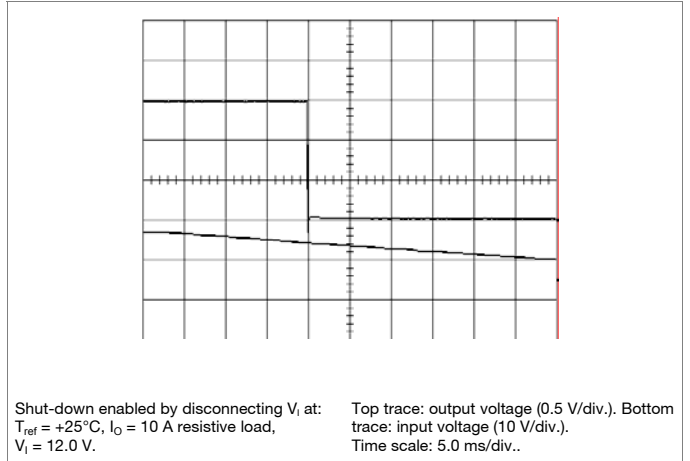 Shut-down enabled by disconnecting VI at:
Tref = +25°C, IO = 10 A resistive load,
VI = 12.0 V.
Top trace: output voltage (0.5 V/div.). Bottom
trace: input voltage (10 V/div.).
Time scale: 5.0 ms/div..